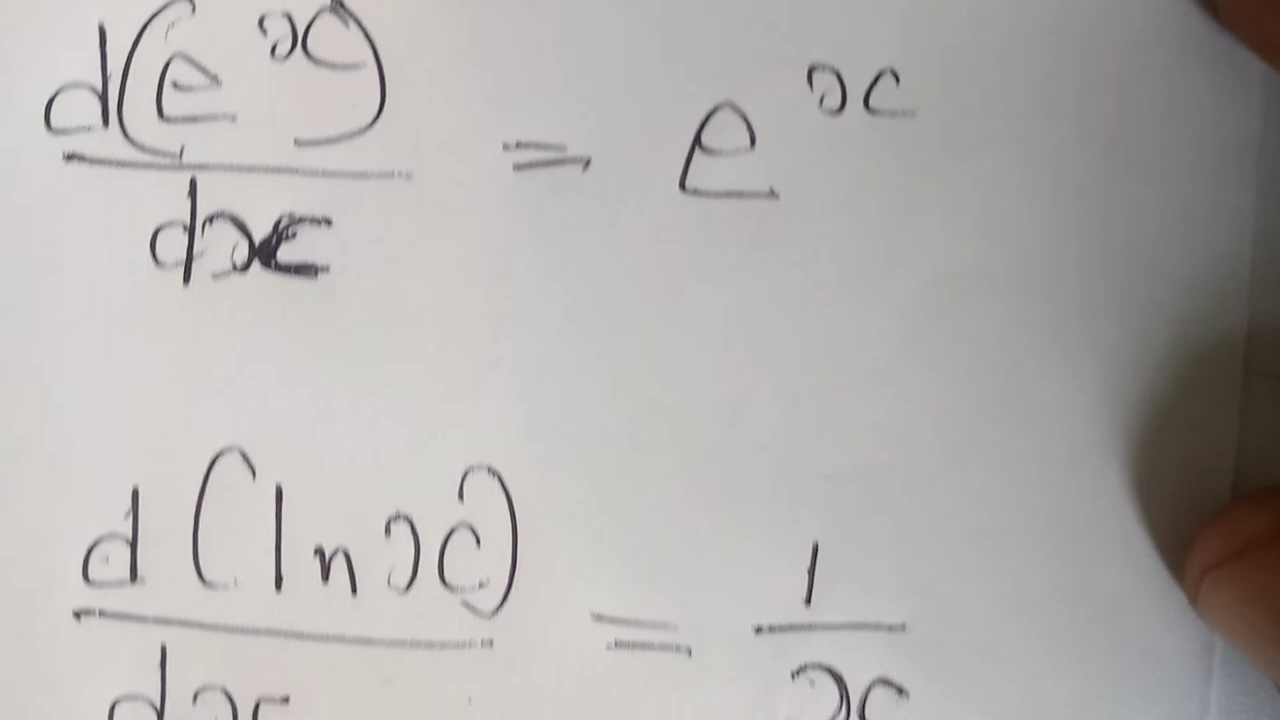 d(e^x)/dx = e^x
d(ln x)/dx = 1/x